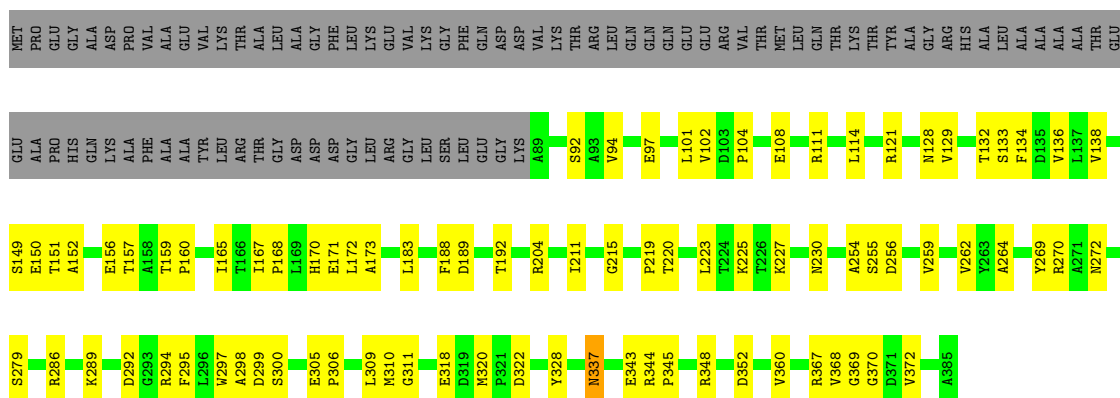 MET PRO GLU GLY ALA ASP PRO VAL ALA GLU VAL LYS THR ALA LEU ALA GLY PHE LEU LYS GLU VAL LYS GLY PHE GLN ASP ASP VAL LYS THR ARG LEU GLN GLN GLN GLU GLU ARG VAL THR MET LEU GLN THR LYS THR TYR ALA GLY ARG HIS ALA LEU ALA ALA ALA ALA ALA THR GLU
GLU ALA PRO HIS GLN LYS ALA PHE ALA ALA TYR LEU ARG THR GLY ASP ASP ASP GLY LEU ARG GLY LEU SER LEU GLU GLY LYS A89 S92 A93 V94 E97 L101 V102 D103 P104 E108 R111 L114 R121 N128 V129 T132 S133 F134 D135 V136 L137 V138
S149 E150 T151 A152 E156 T157 A158 T159 P160 I165 T166 I167 P168 L169 H170 E171 L172 A173 L183 F188 D189 T192 R204 I211 G215 P219 T220 L223 T224 K225 T226 K227 N230 A254 S255 D256 V259 V262 Y263 A264 Y269 R270 A271 N272
S279 R286 K289 D292 G293 R294 F295 L296 W297 A298 D299 S300 E305 P306 L309 M310 G311 E318 D319 M320 P321 D322 Y328 N337 E343 R344 P345 R348 D352 V360 R367 V368 G369 G370 D371 V372 A385